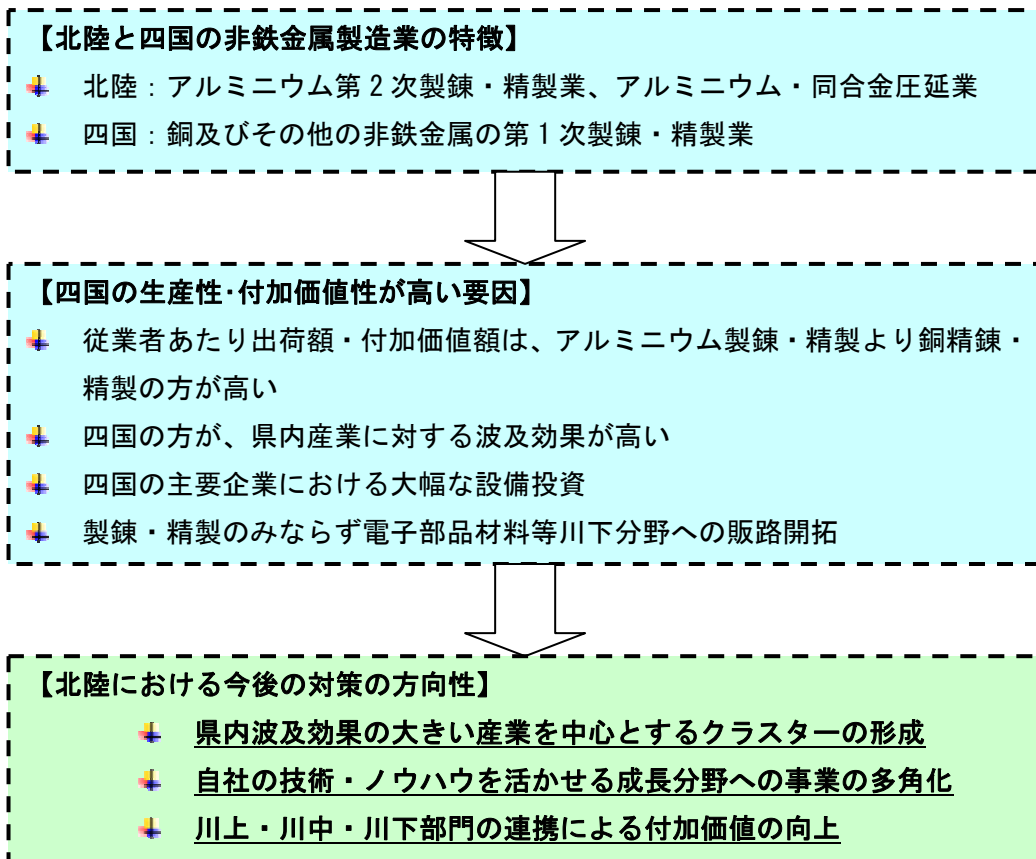 【北陸と四国の非鉄金属製造業の特徴】
北陸：アルミニウム第2次製錬・精製業、アルミニウム・同合金圧延業
四国：銅及びその他の非鉄金属の第1次製錬・精製業
【四国の生産性･付加価値性が高い要因】
従業者あたり出荷額・付加価値額は、アルミニウム製錬・精製より銅精錬・
精製の方が高い
四国の方が、県内産業に対する波及効果が高い
四国の主要企業における大幅な設備投資
製錬・精製のみならず電子部品材料等川下分野への販路開拓
【北陸における今後の対策の方向性】
県内波及効果の大きい産業を中心とするクラスターの形成
自社の技術・ノウハウを活かせる成長分野への事業の多角化
川上・川中・川下部門の連携による付加価値の向上